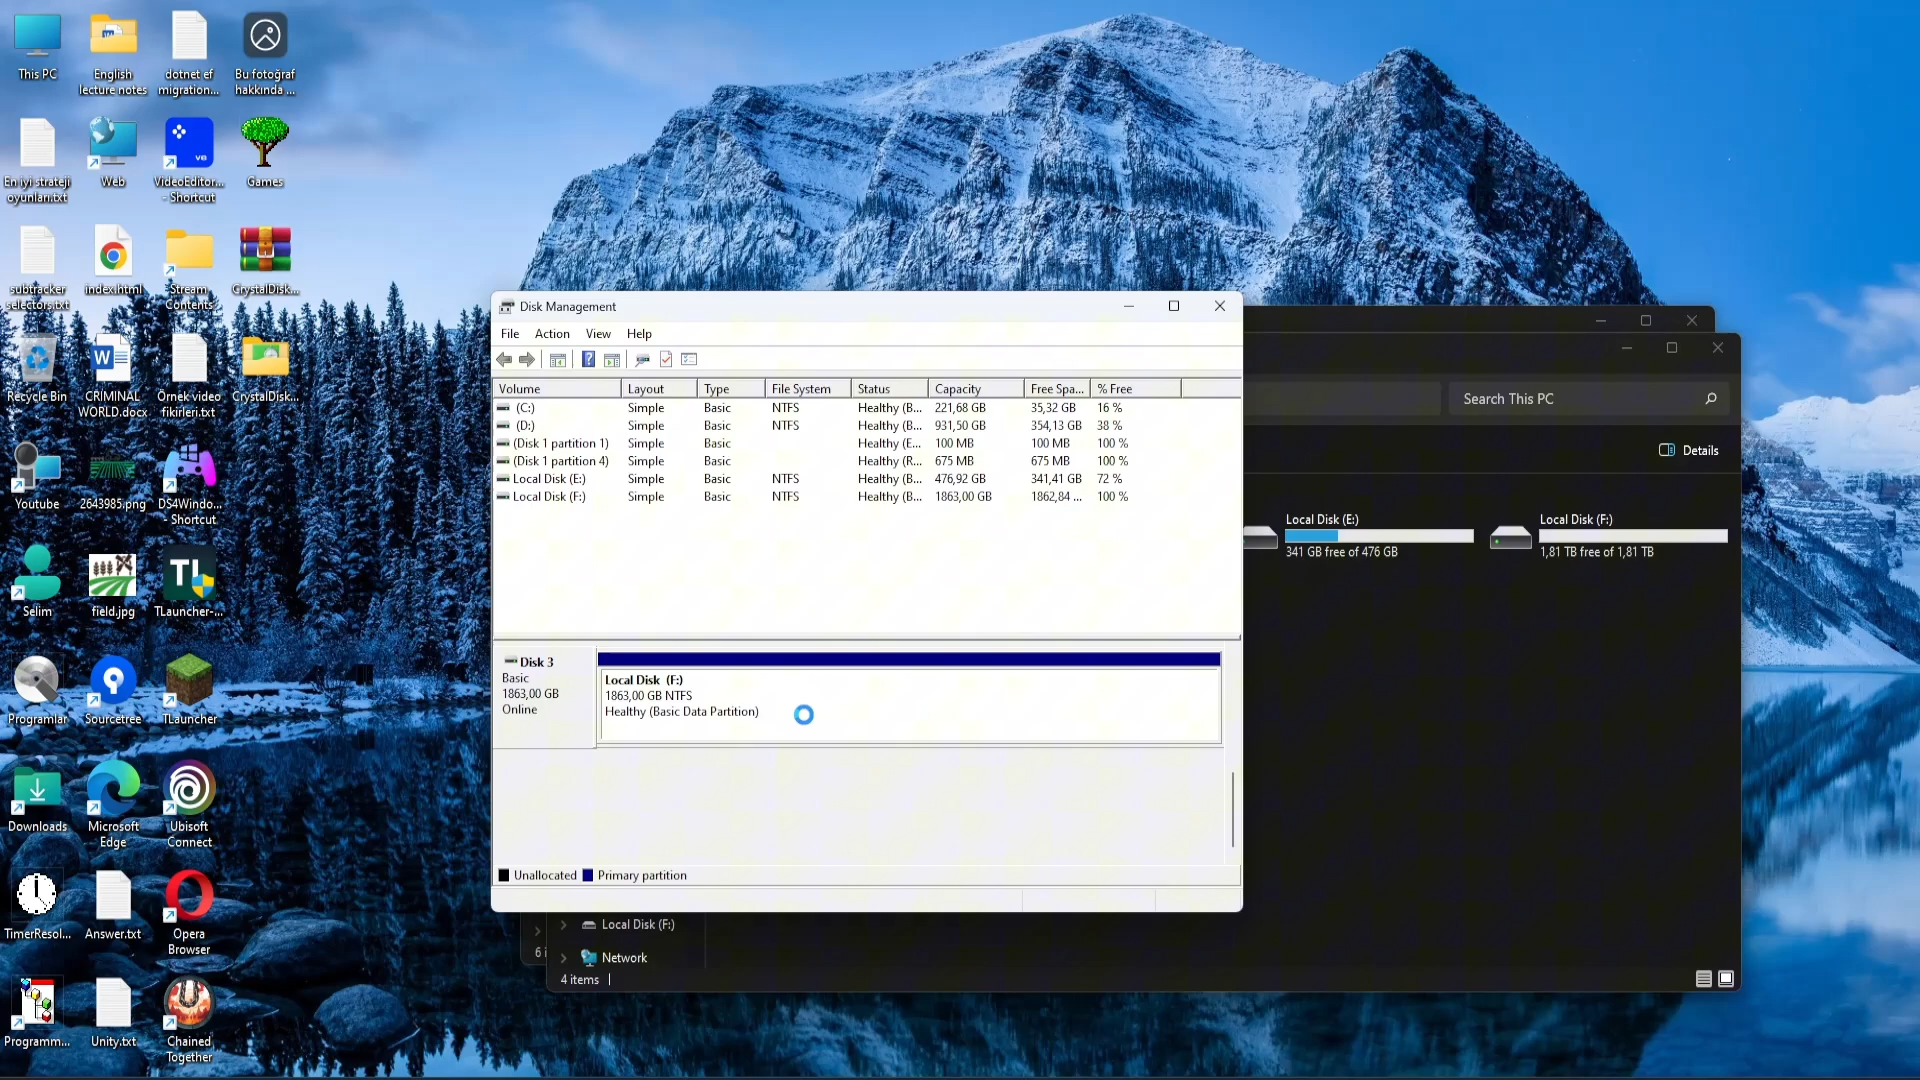 This PC
English lecture notes
dotnet ef migration...
Bu fotoğraf hakkında ...
En iyi strateji oyunları.txt
Web
VideoEditor... - Shortcut
Games
subtracker selectors.txt
index.html
Stream Contents
CrystalDisk...
Recycle Bin
CRIMINAL WORLD.docx
Örnek video fikirleri.txt
CrystalDisk...
Youtube
2643985.png
DS4Windo... - Shortcut
Selim
field.jpg
TL
TLauncher-...
Programlar
Sourcetree
TLauncher
Downloads
Microsoft Edge
Ubisoft Connect
TimerResol...
Answer.txt
Opera Browser
Programm...
Unity.txt
Chained Together
Disk Management
File Action View Help
Volume Layout Type File System Status Capacity Free Spa... % Free
(C:) Simple Basic NTFS Healthy (B... 221,68 GB 35,32 GB 16 %
(D:) Simple Basic NTFS Healthy (B... 931,50 GB 354,13 GB 38 %
(Disk 1 partition 1) Simple Basic Healthy (E... 100 MB 100 MB 100 %
(Disk 1 partition 4) Simple Basic Healthy (R... 675 MB 675 MB 100 %
Local Disk (E:) Simple Basic NTFS Healthy (B... 476,92 GB 341,41 GB 72 %
Local Disk (F:) Simple Basic NTFS Healthy (B... 1863,00 GB 1862,84 ... 100 %
Disk 3
Basic
1863,00 GB
Online
Local Disk (F:)
1863,00 GB NTFS
Healthy (Basic Data Partition)
Unallocated Primary partition
Search This PC
Details
Local Disk (E:)
341 GB free of 476 GB
Local Disk (F:)
1,81 TB free of 1,81 TB
Local Disk (F:)
6 i
Network
4 items